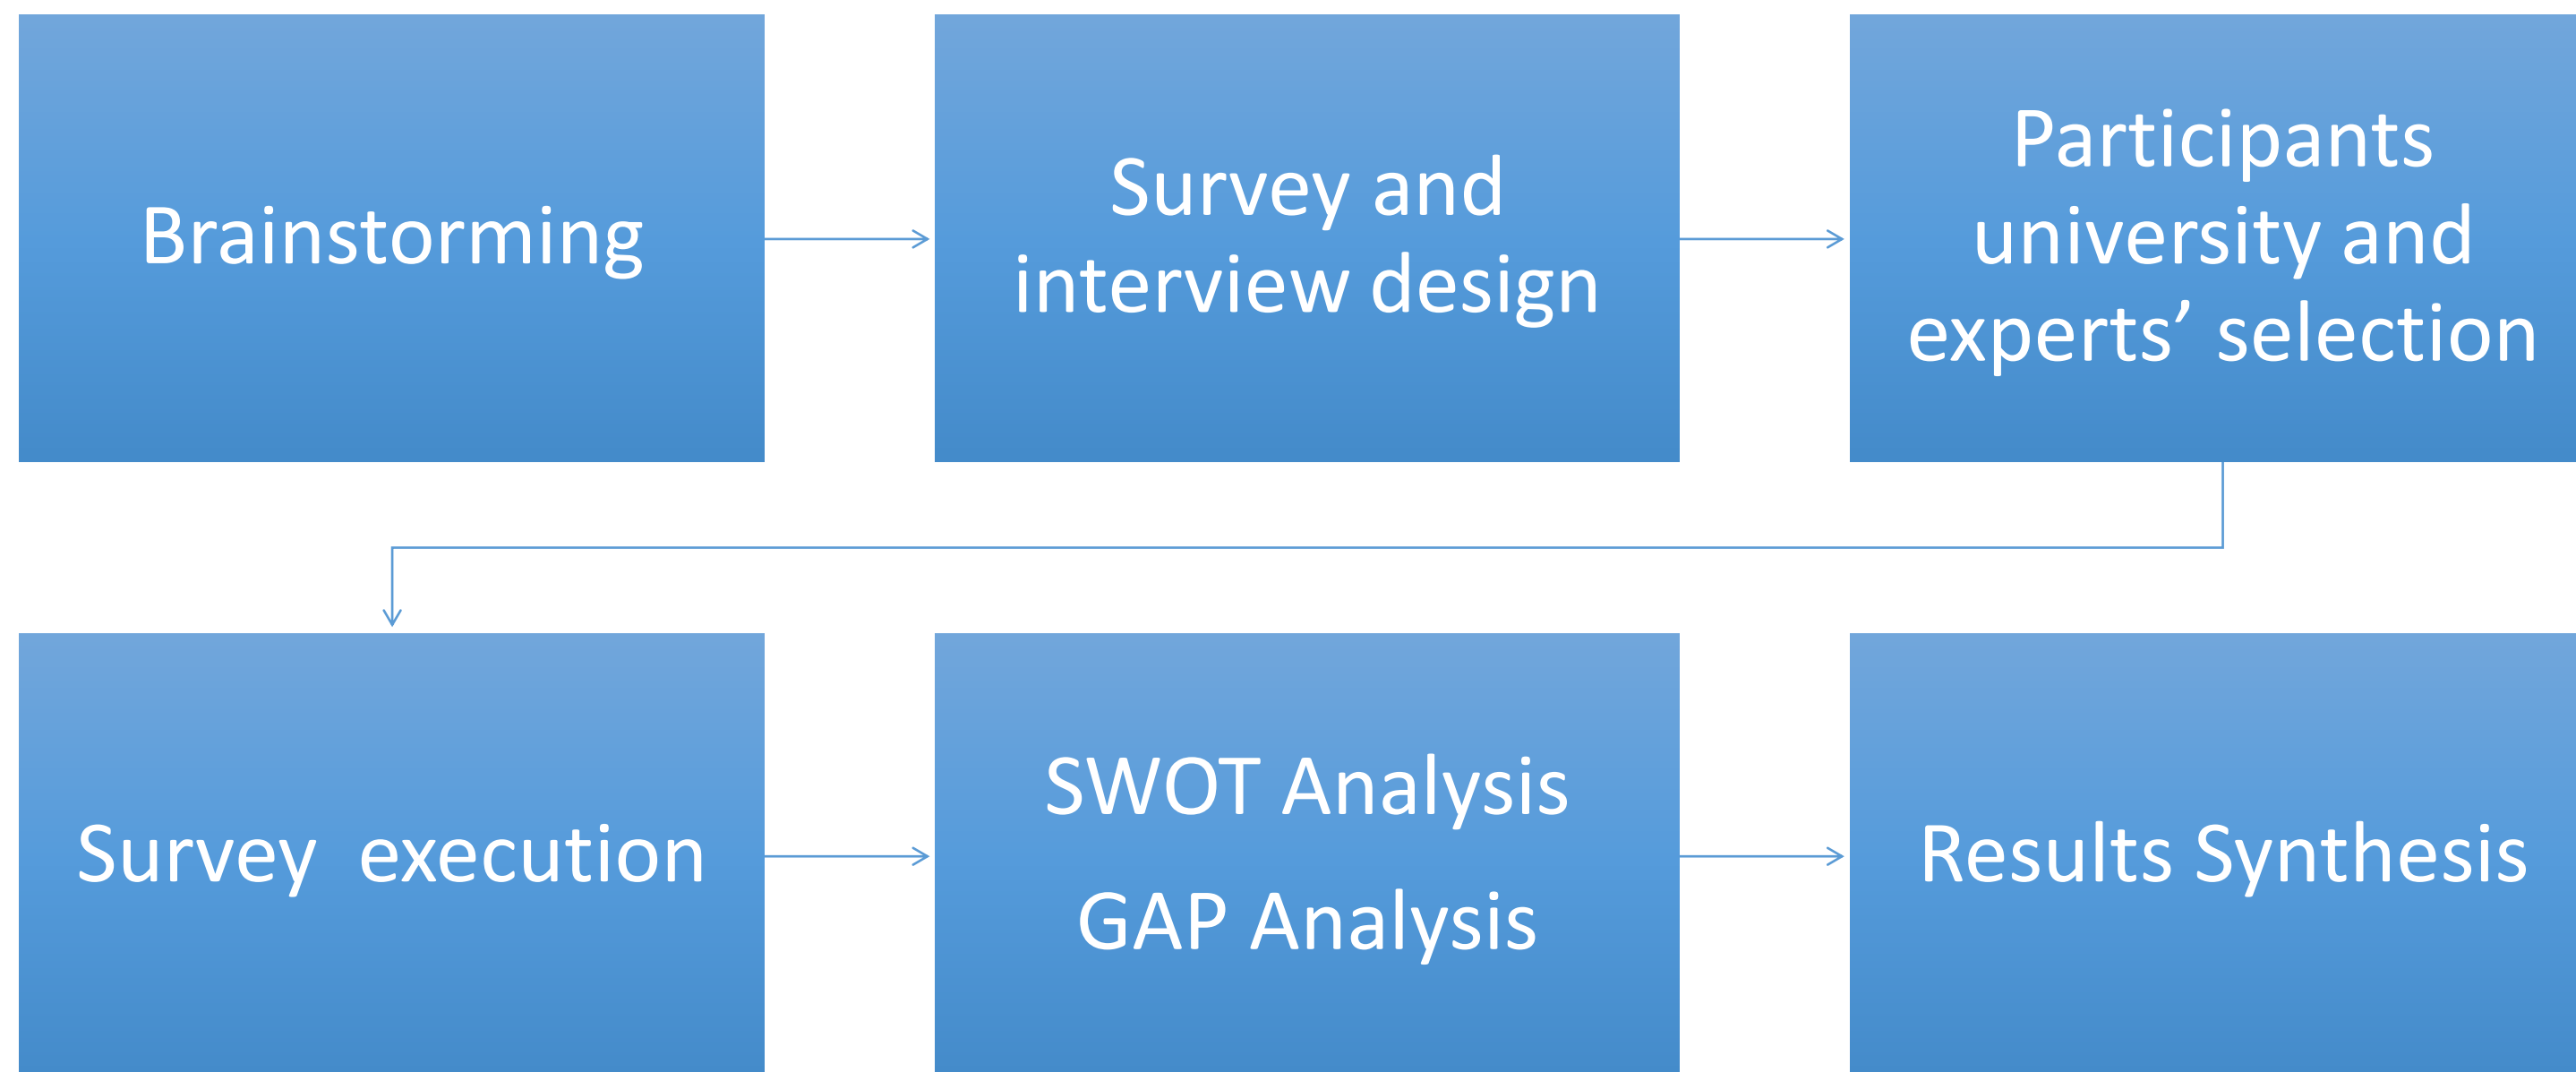 Brainstorming
Survey and
interview design
Participants
university and
experts’ selection
Survey  execution
SWOT Analysis
GAP Analysis
Results Synthesis